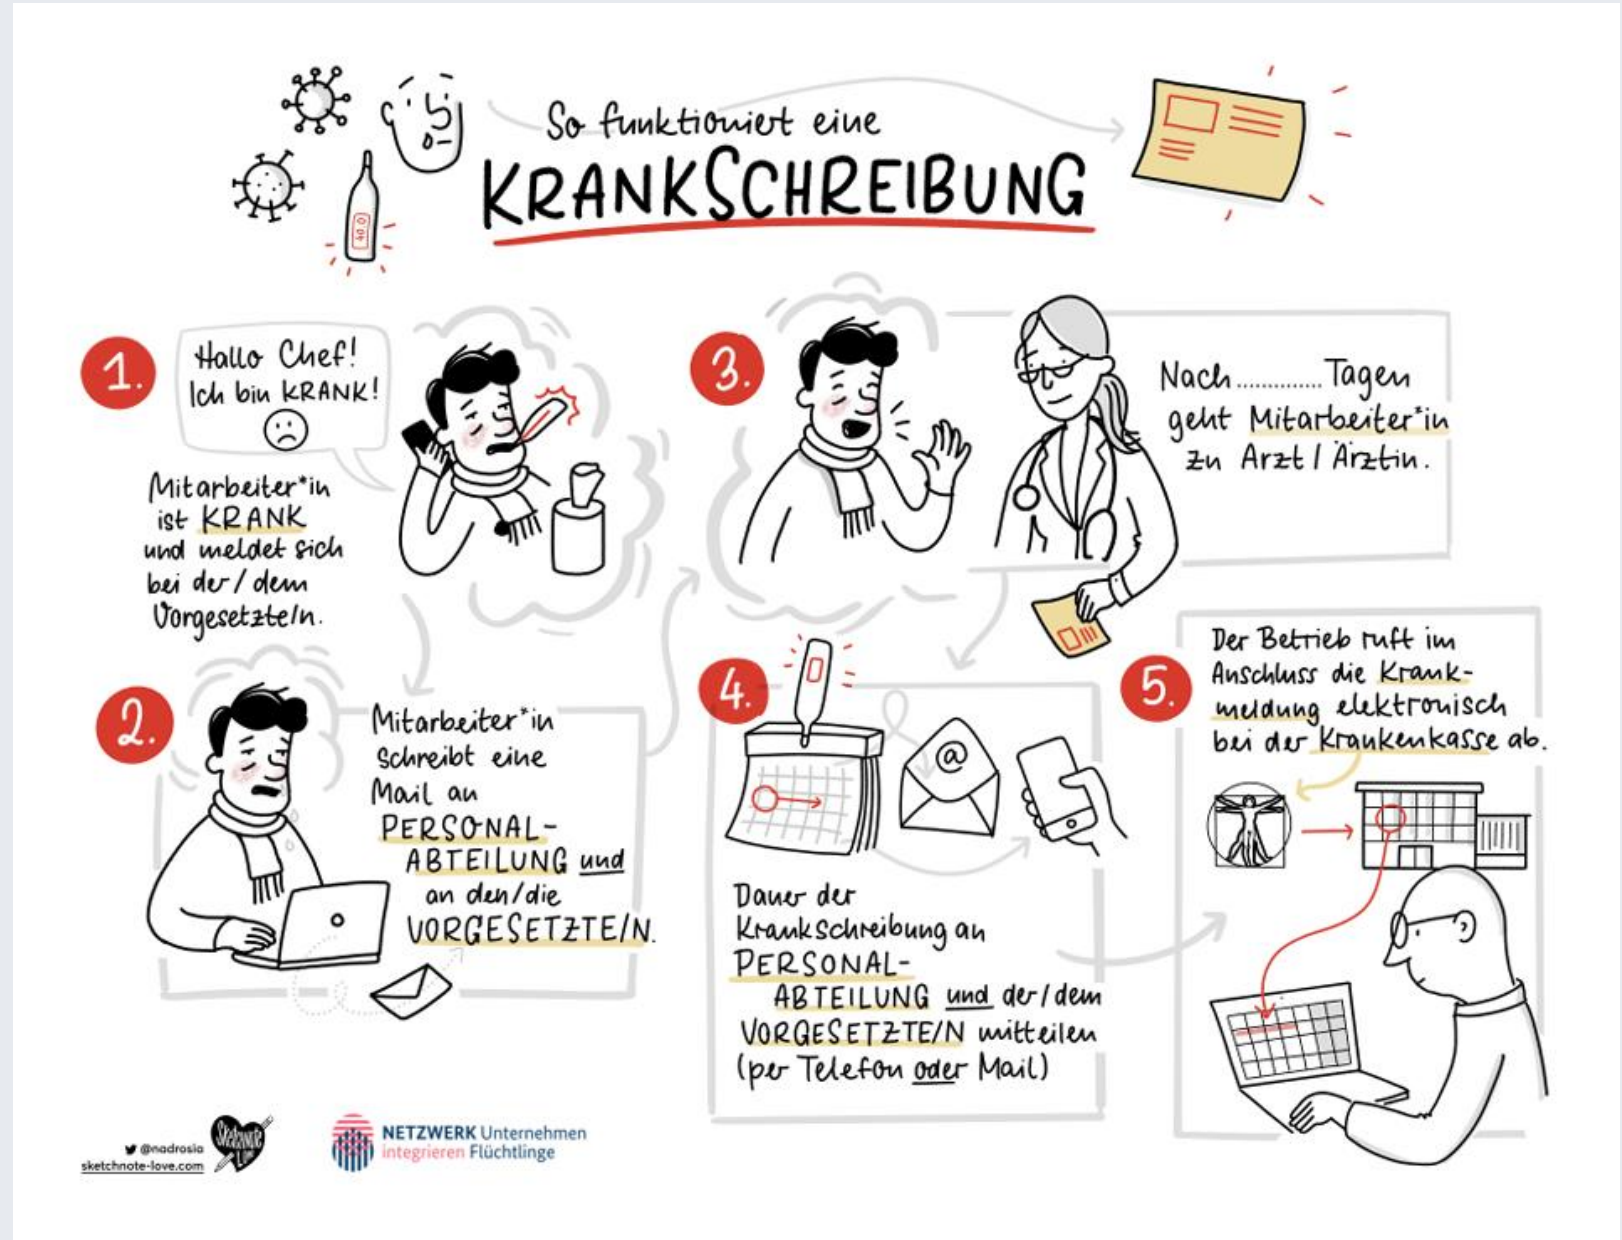 So funktioniert eine
KRANKSCHREIBUNG
40.0
1.
Hallo Chef!
Ich bin KRANK!
Mitarbeiter*in
ist KRANK
und meldet sich
bei der/dem
Vorgesetzte/n.
2.
Mitarbeiter*in
schreibt eine
Mail an
PERSONAL-
ABTEILUNG und
an den/die
VORGESETZTE/N.
3.
Nach ............. Tagen
geht Mitarbeiter*in
zu Arzt / Ärztin.
4.
@
Dauer der
Krankschreibung an
PERSONAL-
ABTEILUNG und der/dem
VORGESETZTE/N mitteilen
(per Telefon oder Mail)
5.
Der Betrieb ruft im
Anschluss die Krank-
meldung elektronisch
bei der Krankenkasse ab.
@nadrosia
sketchnote-love.com
Sketchnote
Love
NETZWERK Unternehmen
integrieren Flüchtlinge